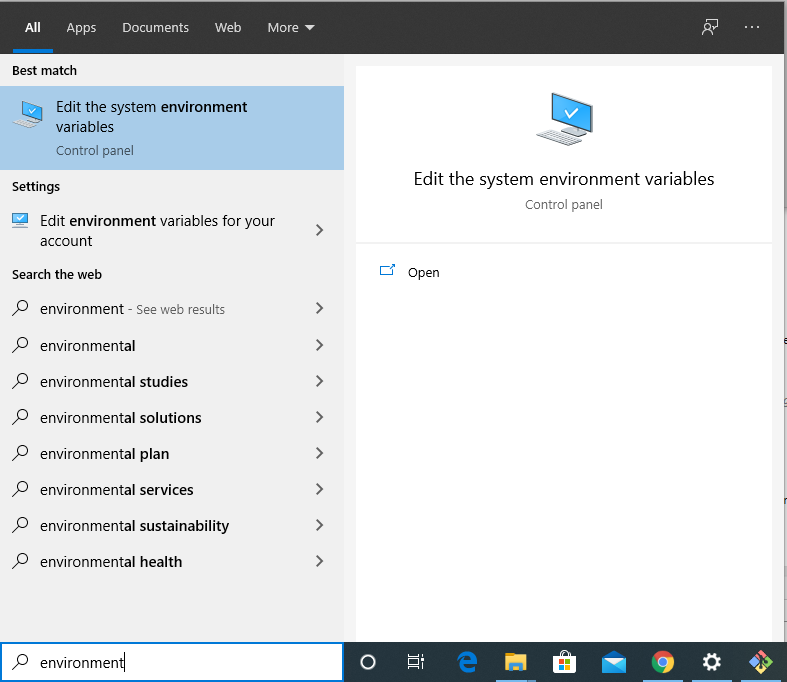 All Apps Documents Web More
Best match
Edit the system environment
variables
Control panel
Settings
Edit environment variables for your
account
Search the web
environment - See web results
environmental
environmental studies
environmental solutions
environmental plan
environmental services
environmental sustainability
environmental health
environment
Edit the system environment variables
Control panel
Open